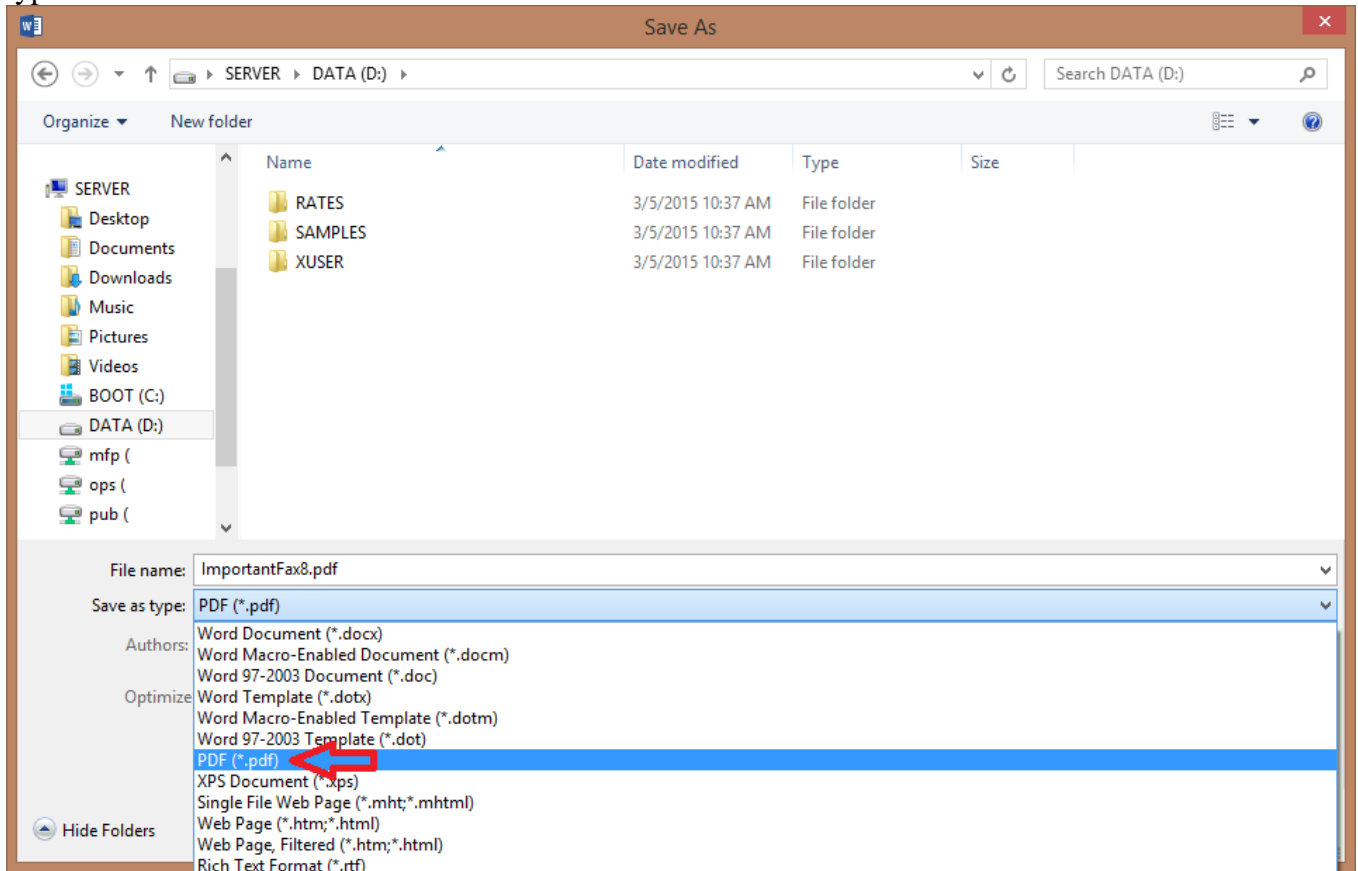 Save As
SERVER DATA (D:)
Search DATA (D:)
Organize New folder
Name Date modified Type Size
SERVER
Desktop
Documents
Downloads
Music
Pictures
Videos
BOOT (C:)
DATA (D:)
mfp (
ops (
pub (
RATES 3/5/2015 10:37 AM File folder
SAMPLES 3/5/2015 10:37 AM File folder
XUSER 3/5/2015 10:37 AM File folder
File name: ImportantFax8.pdf
Save as type: PDF (*.pdf)
Authors:
Optimize
Word Document (*.docx)
Word Macro-Enabled Document (*.docm)
Word 97-2003 Document (*.doc)
Word Template (*.dotx)
Word Macro-Enabled Template (*.dotm)
Word 97-2003 Template (*.dot)
PDF (*.pdf)
XPS Document (*.xps)
Single File Web Page (*.mht;*.mhtml)
Web Page (*.htm;*.html)
Web Page, Filtered (*.htm;*.html)
Rich Text Format (*.rtf)
Hide Folders